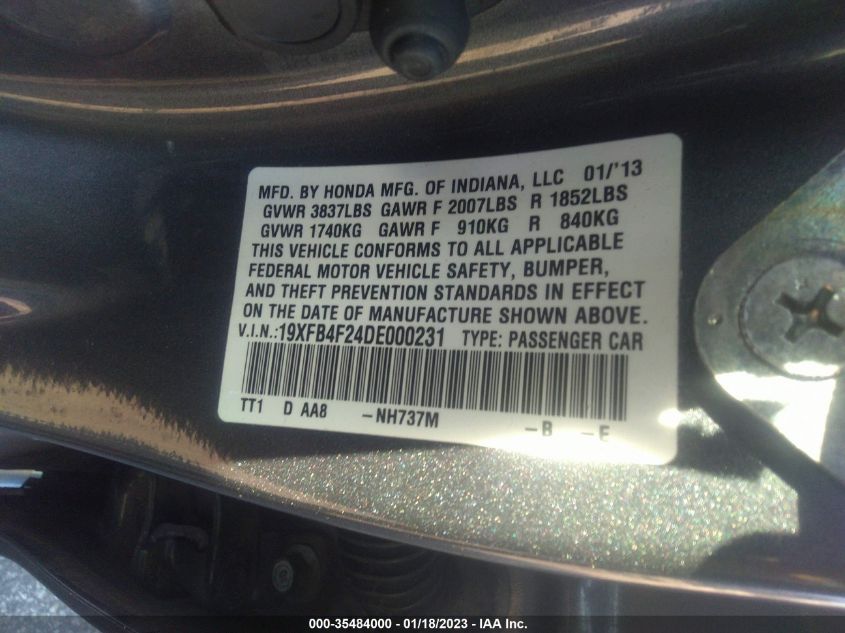 MFD. BY HONDA MFG. OF INDIANA, LLC 01/'13
GVWR 3837LBS GAWR F 2007LBS R 1852LBS
GVWR 1740KG GAWR F 910KG R 840KG
THIS VEHICLE CONFORMS TO ALL APPLICABLE
FEDERAL MOTOR VEHICLE SAFETY, BUMPER,
AND THEFT PREVENTION STANDARDS IN EFFECT
ON THE DATE OF MANUFACTURE SHOWN ABOVE.
V.I.N.:19XFB4F24DE000231 TYPE: PASSENGER CAR
TT1 D AA8 -NH737M -B -E
000-35484000 - 01/18/2023 - IAA Inc.